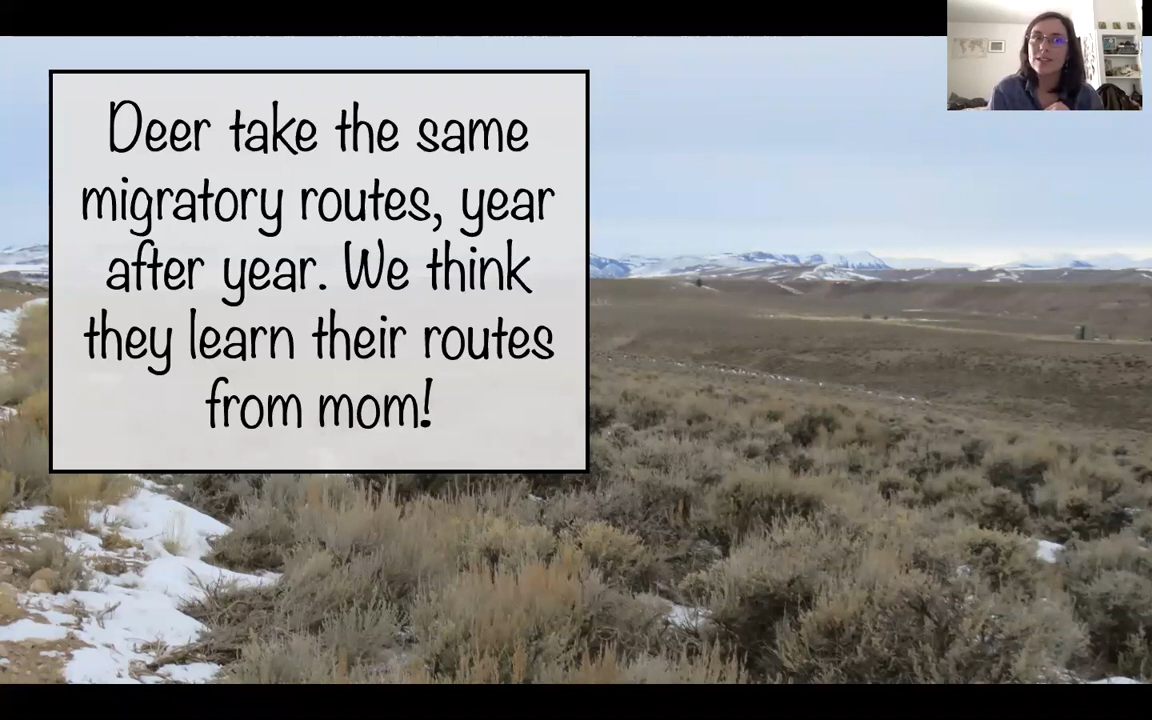 Deer take the same
migratory routes, year
after year. We think
they learn their routes
from mom!